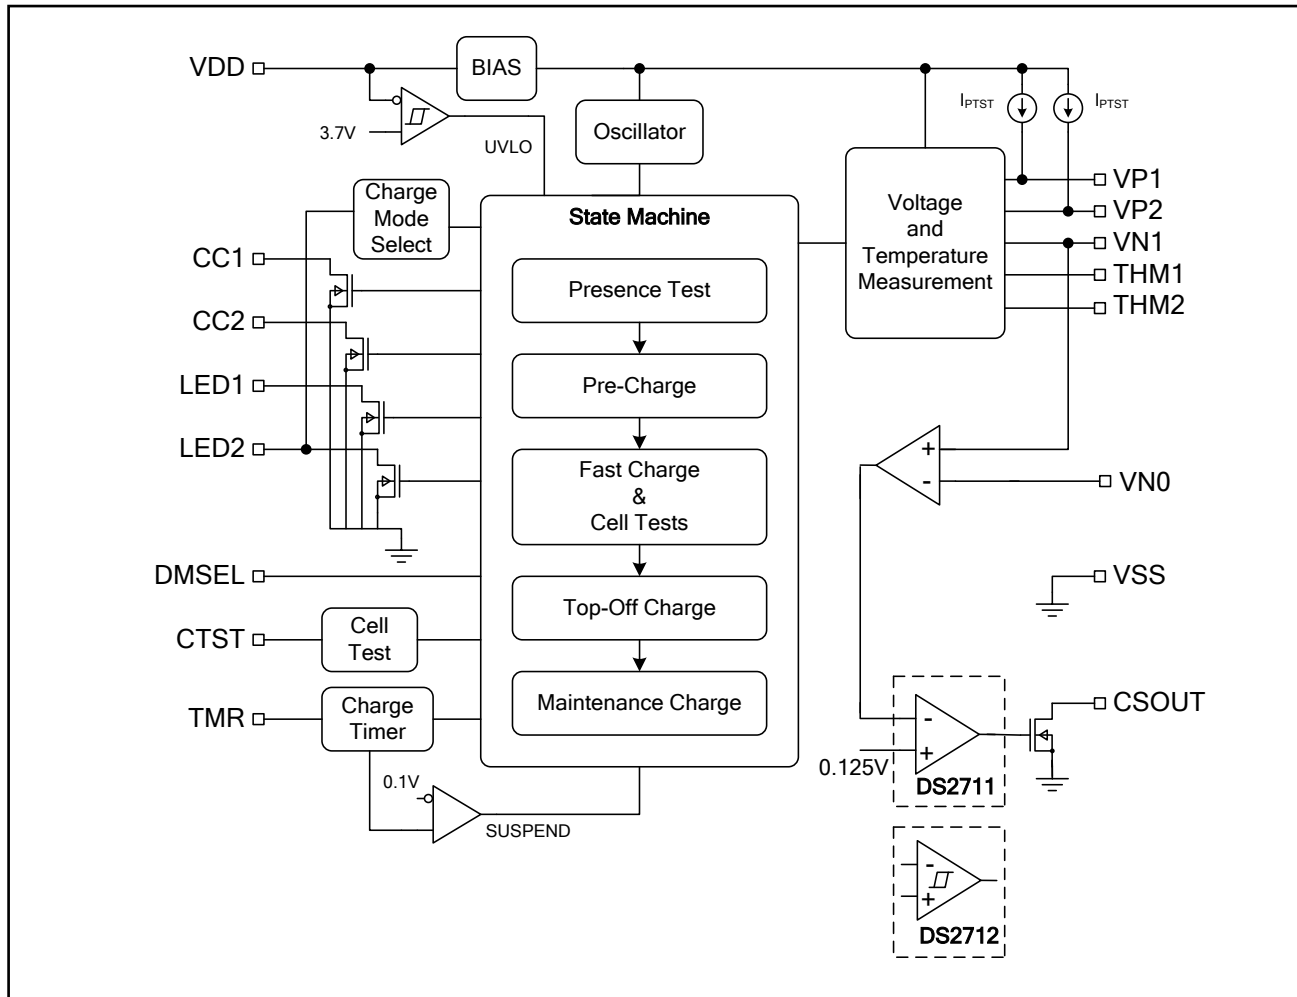 VDD
BIAS
3.7V
UVLO
Oscillator
IPTST
IPTST
Charge
Mode
Select
State Machine
Voltage
and
Temperature
Measurement
VP1
VP2
VN1
THM1
THM2
CC1
CC2
LED1
LED2
Presence Test
Pre-Charge
Fast Charge
&
Cell Tests
Top-Off Charge
Maintenance Charge
+
-
VN0
DMSEL
VSS
CTST
Cell
Test
TMR
Charge
Timer
0.1V
SUSPEND
CSOUT
-
+
0.125V
DS2711
-
+
DS2712